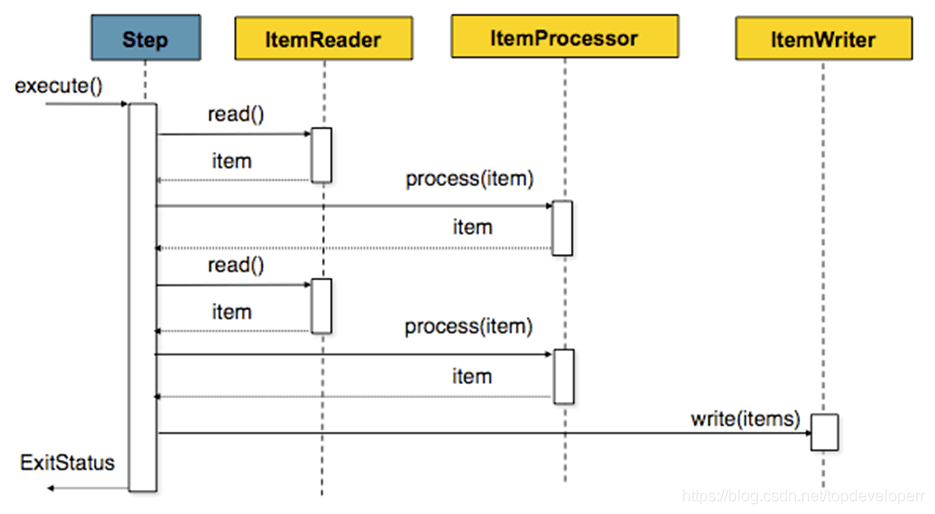 Step
ItemReader
ItemProcessor
ItemWriter
execute()
read()
item
process(item)
item
read()
item
process(item)
item
write(items)
ExitStatus
https://blog.csdn.net/topdeveloperr